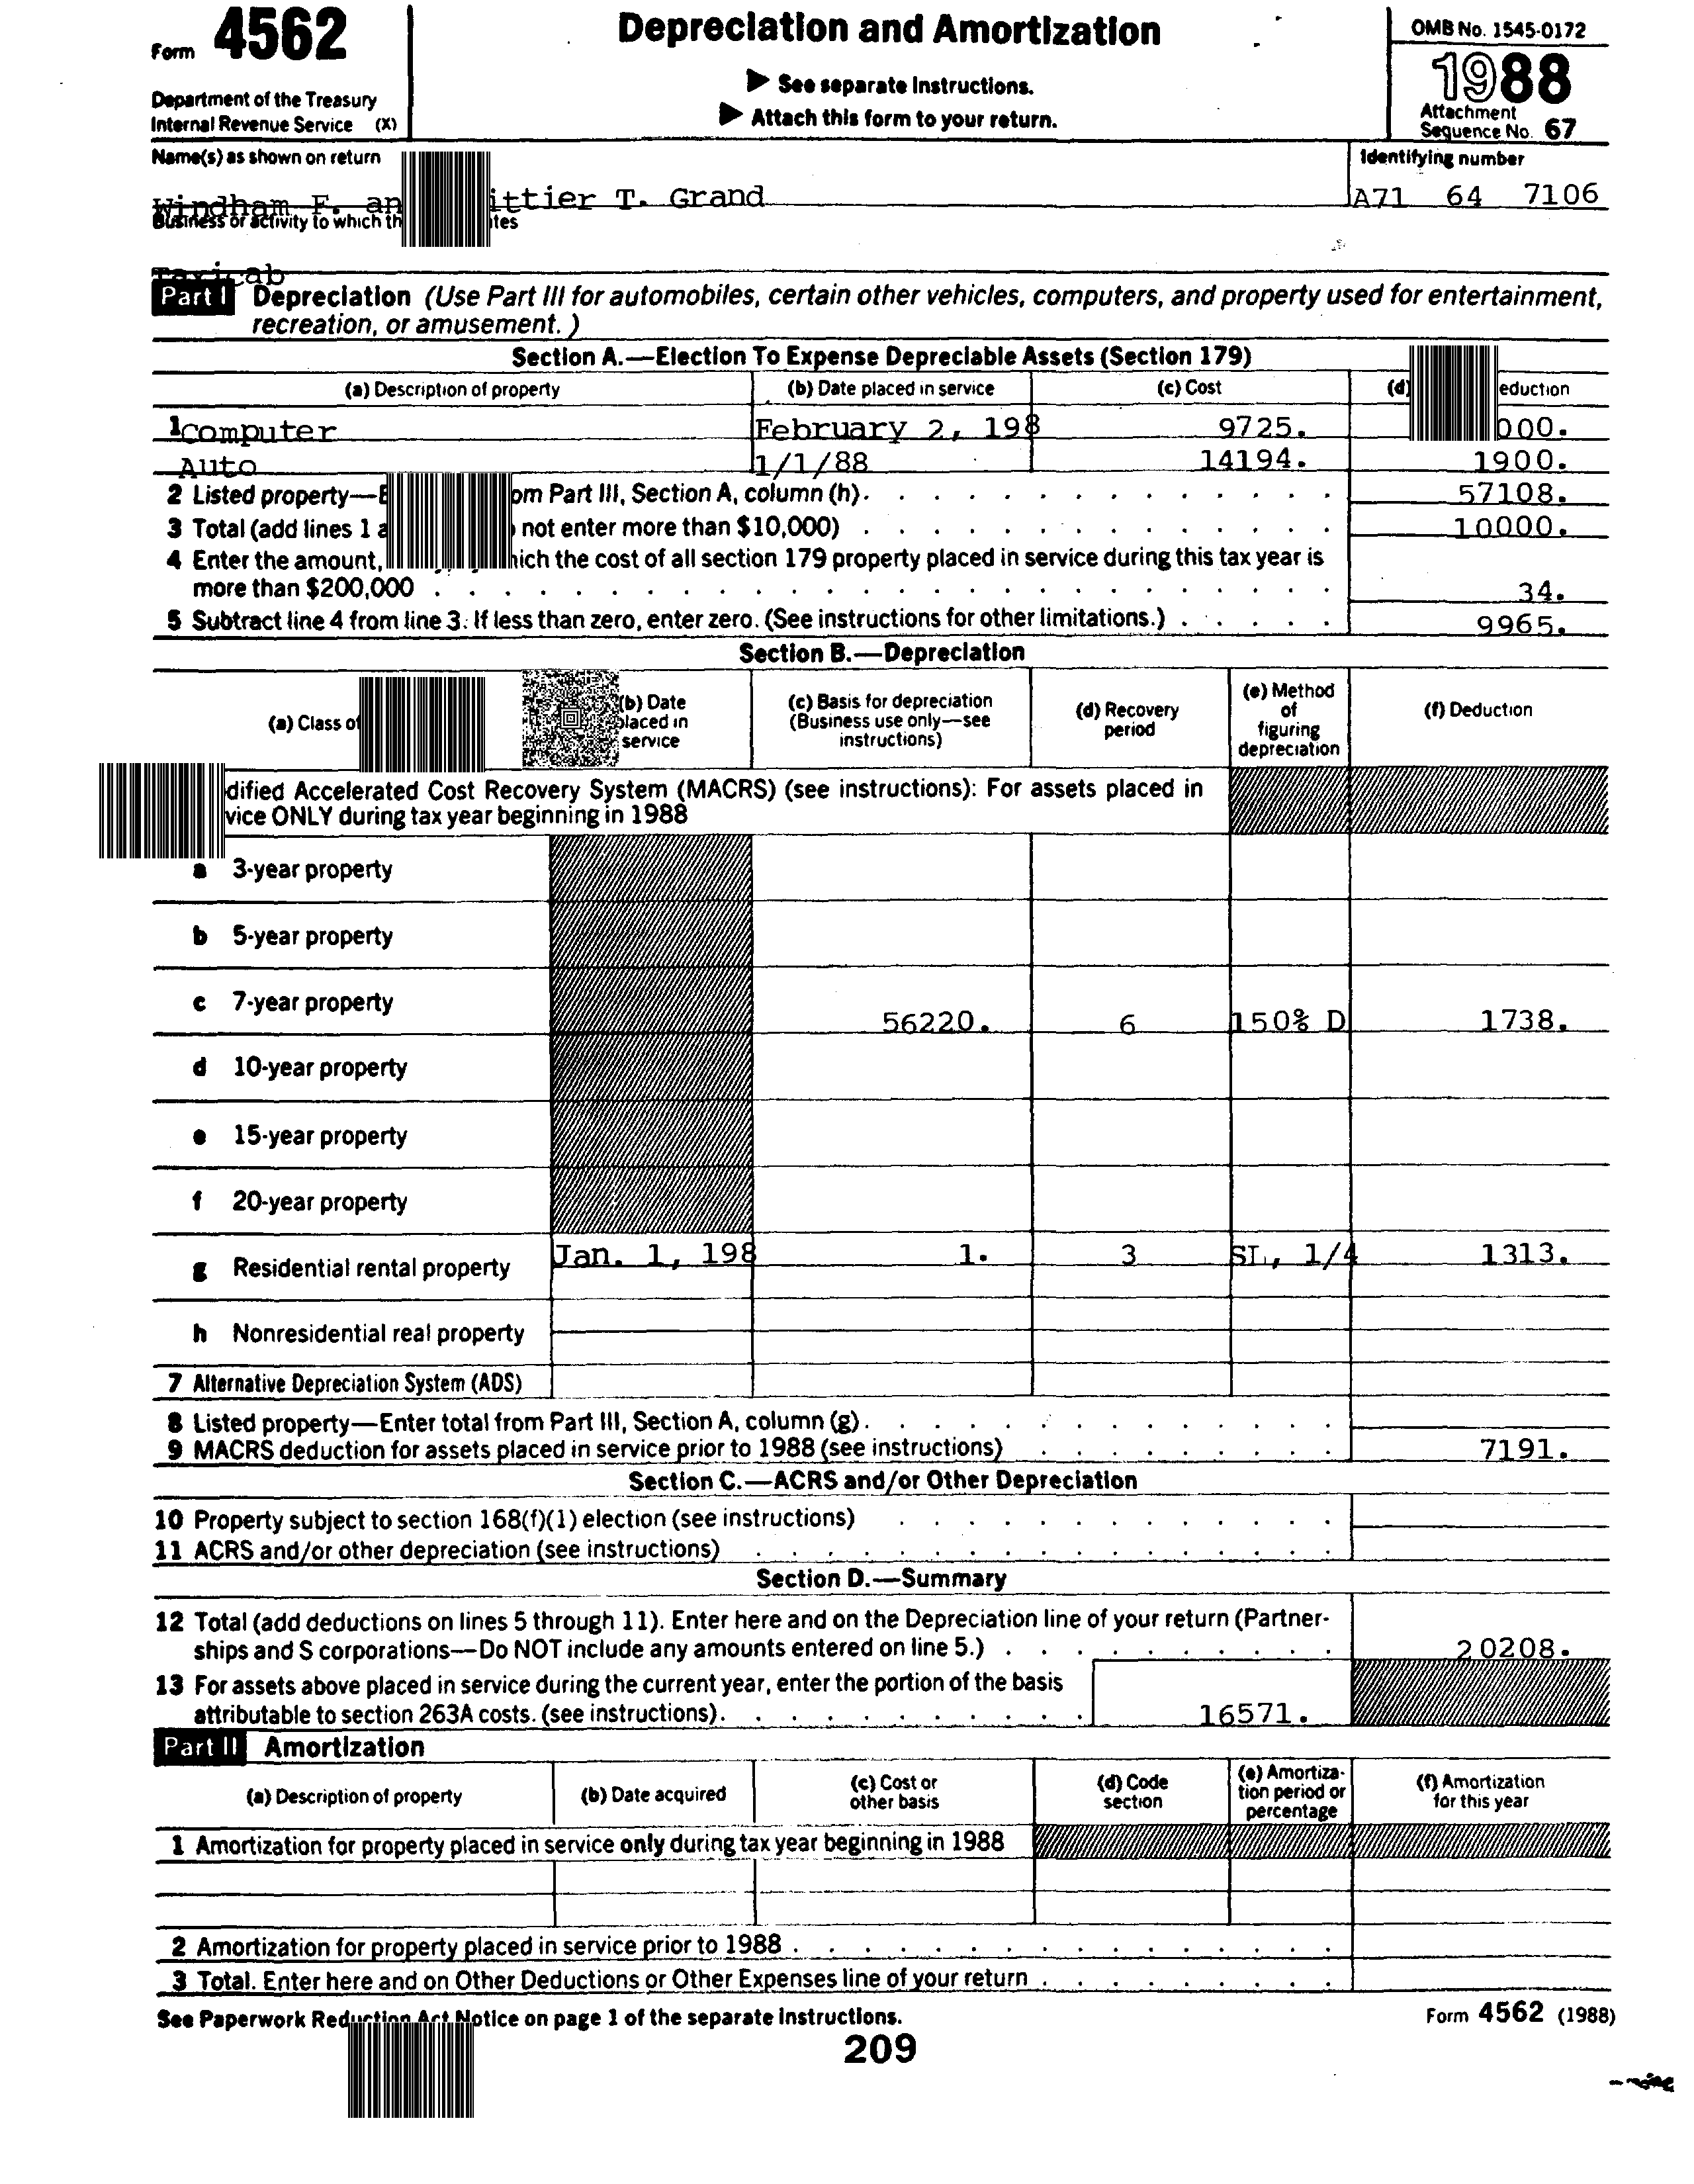 Form 4562
Depreciation and Amortization
OMB No. 1545-0172
1988
▶ See separate Instructions.
▶ Attach this form to your return.
Department of the Treasury
Internal Revenue Service (X)
Attachment
Sequence No. 67
Name(s) as shown on return
Identifying number
Windham F. an ittier T. Grand
A71 64 7106
Business or activity to which th tes
Taxicab
Part I Depreciation (Use Part III for automobiles, certain other vehicles, computers, and property used for entertainment,
recreation, or amusement. )
Section A.—Election To Expense Depreciable Assets (Section 179)
(a) Description of property (b) Date placed in service (c) Cost (d) eduction
1 Computer February 2, 198 9725. 000.
Auto 1/1/88 14194. 1900.
2 Listed property—E om Part III, Section A, column (h). 57108.
3 Total (add lines 1 a not enter more than $10,000) 10000.
4 Enter the amount, hich the cost of all section 179 property placed in service during this tax year is
more than $200,000 34.
5 Subtract line 4 from line 3. If less than zero, enter zero. (See instructions for other limitations.) 9965.
Section B.—Depreciation
(a) Class of (b) Date placed in service (c) Basis for depreciation (Business use only—see instructions) (d) Recovery period (e) Method of figuring depreciation (f) Deduction
dified Accelerated Cost Recovery System (MACRS) (see instructions): For assets placed in
vice ONLY during tax year beginning in 1988
a 3-year property
b 5-year property
c 7-year property 56220. 6 150% D 1738.
d 10-year property
e 15-year property
f 20-year property
g Residential rental property Jan. 1, 198 1. 3 SL, 1/4 1313.
h Nonresidential real property
7 Alternative Depreciation System (ADS)
8 Listed property—Enter total from Part III, Section A, column (g).
9 MACRS deduction for assets placed in service prior to 1988 (see instructions) 7191.
Section C.—ACRS and/or Other Depreciation
10 Property subject to section 168(f)(1) election (see instructions)
11 ACRS and/or other depreciation (see instructions)
Section D.—Summary
12 Total (add deductions on lines 5 through 11). Enter here and on the Depreciation line of your return (Partner-
ships and S corporations—Do NOT include any amounts entered on line 5.) 20208.
13 For assets above placed in service during the current year, enter the portion of the basis
attributable to section 263A costs. (see instructions). 16571.
Part II Amortization
(a) Description of property (b) Date acquired (c) Cost or other basis (d) Code section (e) Amortiza- tion period or percentage (f) Amortization for this year
1 Amortization for property placed in service only during tax year beginning in 1988
2 Amortization for property placed in service prior to 1988
3 Total. Enter here and on Other Deductions or Other Expenses line of your return
See Paperwork Reduction Act Notice on page 1 of the separate instructions.
Form 4562 (1988)
209